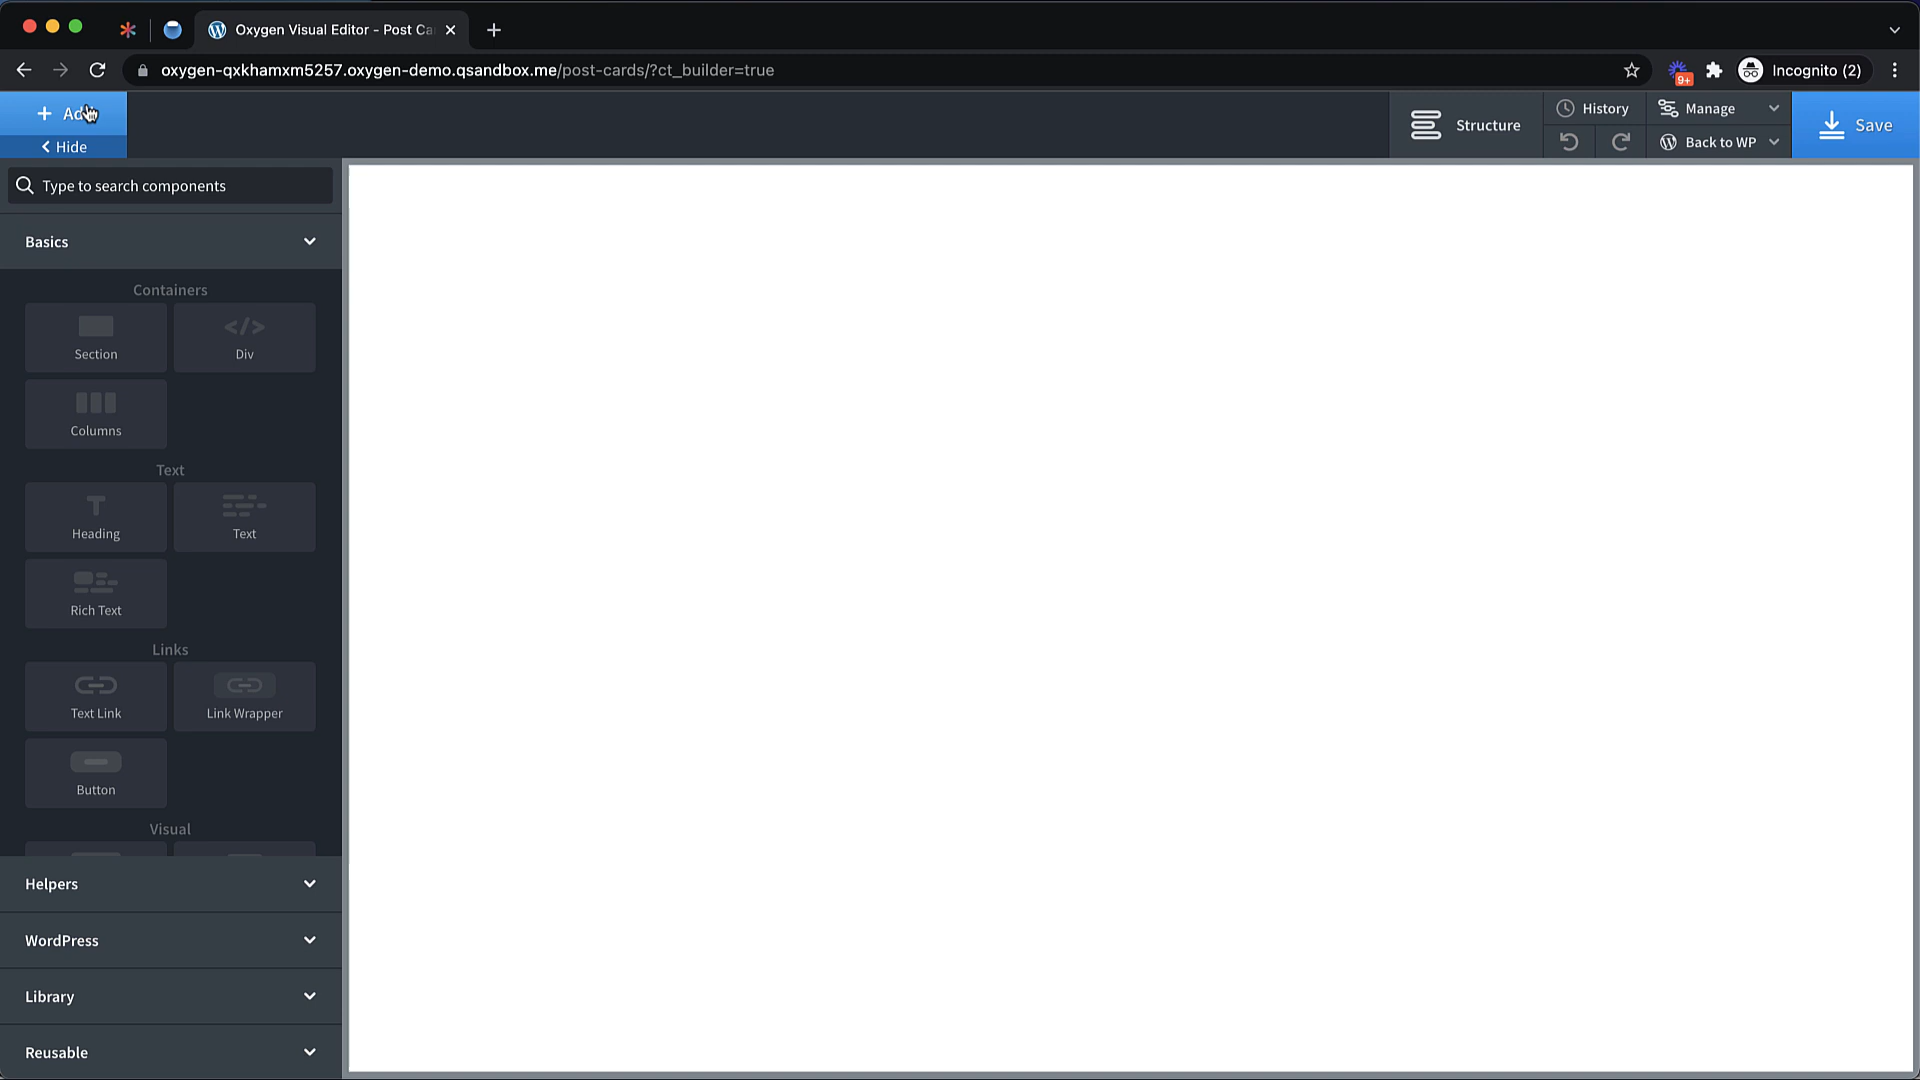 Oxygen Visual Editor - Post Ca
oxygen-qxkhamxm5257.oxygen-demo.qsandbox.me/post-cards/?ct_builder=true
9+
Incognito (2)
+ Add
Hide
Structure
History
Manage
Back to WP
Save
Type to search components
Basics
Containers
Section
</>
Div
Columns
Text
T
Heading
Text
Rich Text
Links
Text Link
Link Wrapper
Button
Visual
Helpers
WordPress
Library
Reusable